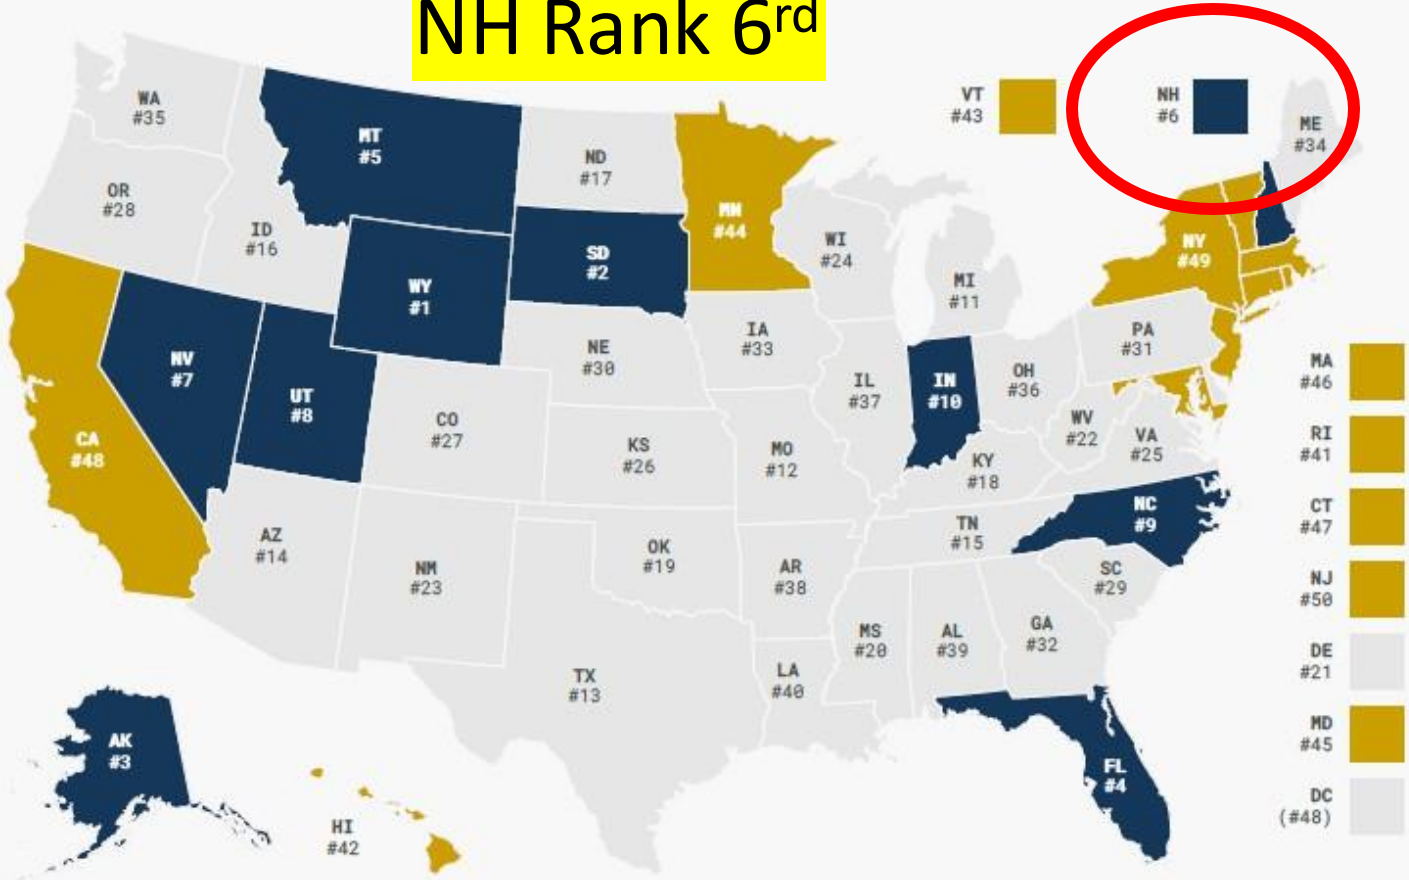 NH Rank 6rd
VT
#43
NH
#6
ME
#34
WA
#35
MT
#5
ND
#17
MN
#44
OR
#28
ID
#16
WY
#1
SD
#2
WI
#24
MI
#11
NY
#49
NV
#7
UT
#8
NE
#30
IA
#33
PA
#31
MA
#46
CA
#48
CO
#27
KS
#26
MO
#12
IL
#37
IN
#10
OH
#36
WV
#22
VA
#25
KY
#18
RI
#41
CT
#47
AZ
#14
NM
#23
OK
#19
AR
#38
TN
#15
NC
#9
SC
#29
NJ
#50
TX
#13
LA
#40
MS
#20
AL
#39
GA
#32
DE
#21
AK
#3
HI
#42
FL
#4
MD
#45
DC
(#48)